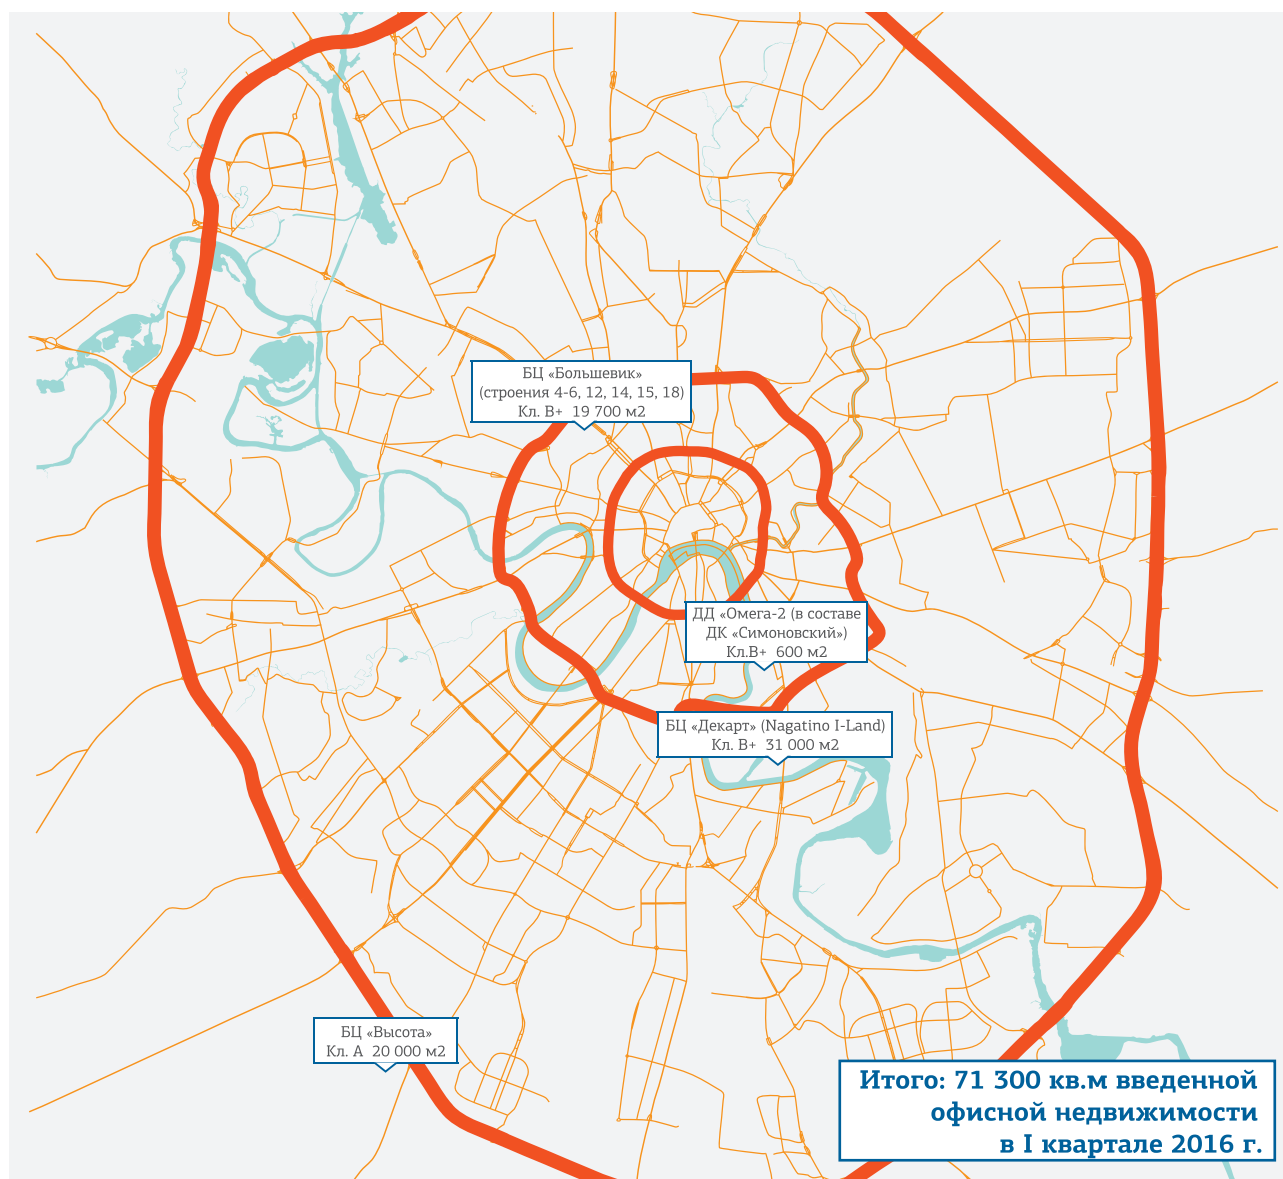 БЦ «Большевик»
(строения 4-6, 12, 14, 15, 18)
Кл. В+ 19 700 м2
ДД «Омега-2 (в составе
ДК «Симоновский»)
Кл.В+ 600 м2
БЦ «Декарт» (Nagatino I-Land)
Кл. В+ 31 000 м2
БЦ «Высота»
Кл. А 20 000 м2
Итого: 71 300 кв.м введенной
офисной недвижимости
в I квартале 2016 г.